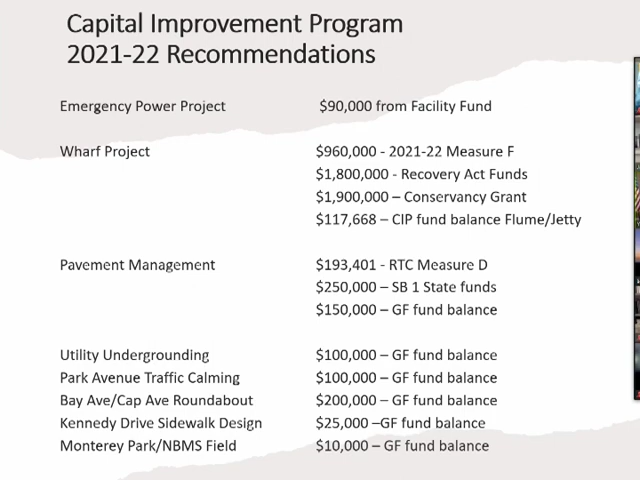 Capital Improvement Program
2021-22 Recommendations
Emergency Power Project $90,000 from Facility Fund
Wharf Project $960,000 - 2021-22 Measure F
$1,800,000 - Recovery Act Funds
$1,900,000 – Conservancy Grant
$117,668 – CIP fund balance Flume/Jetty
Pavement Management $193,401 - RTC Measure D
$250,000 – SB 1 State funds
$150,000 – GF fund balance
Utility Undergrounding $100,000 – GF fund balance
Park Avenue Traffic Calming $100,000 – GF fund balance
Bay Ave/Cap Ave Roundabout $200,000 – GF fund balance
Kennedy Drive Sidewalk Design $25,000 –GF fund balance
Monterey Park/NBMS Field $10,000 – GF fund balance